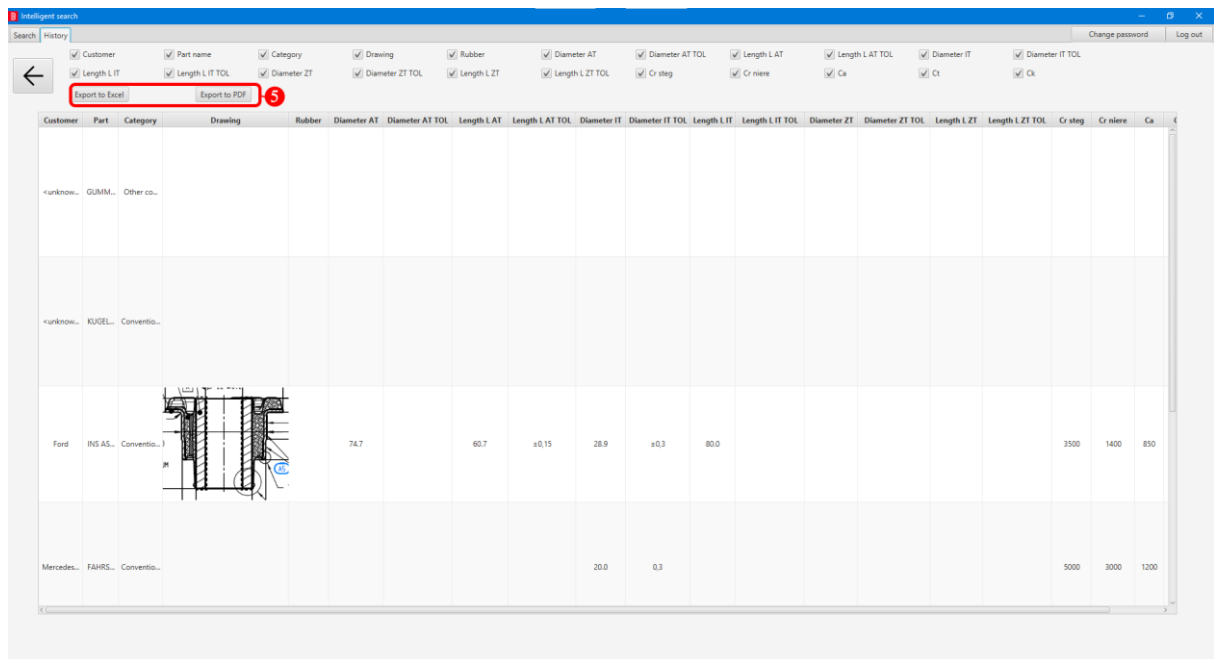 Intelligent search
Search History Change password Log out
Customer Part name Category Drawing Rubber Diameter AT Diameter AT TOL Length L AT Length L AT TOL Diameter IT Diameter IT TOL
Length L IT Length L IT TOL Diameter ZT Diameter ZT TOL Length L ZT Length L ZT TOL Cr steg Cr niere Ca Ct Ck
Export to Excel Export to PDF 5
Customer Part Category Drawing Rubber Diameter AT Diameter AT TOL Length L AT Length L AT TOL Diameter IT Diameter IT TOL Length L IT Length L IT TOL Diameter ZT Diameter ZT TOL Length L ZT Length L ZT TOL Cr steg Cr niere Ca
<unknow... GUMM... Other co...
<unknow... KUGEL... Conventio...
Ford INS AS... Conventio... 74.7 60.7 ±0,15 28.9 ±0,3 80.0 3500 1400 850
Mercedes... FAHRS... Conventio... 20.0 0,3 5000 3000 1200